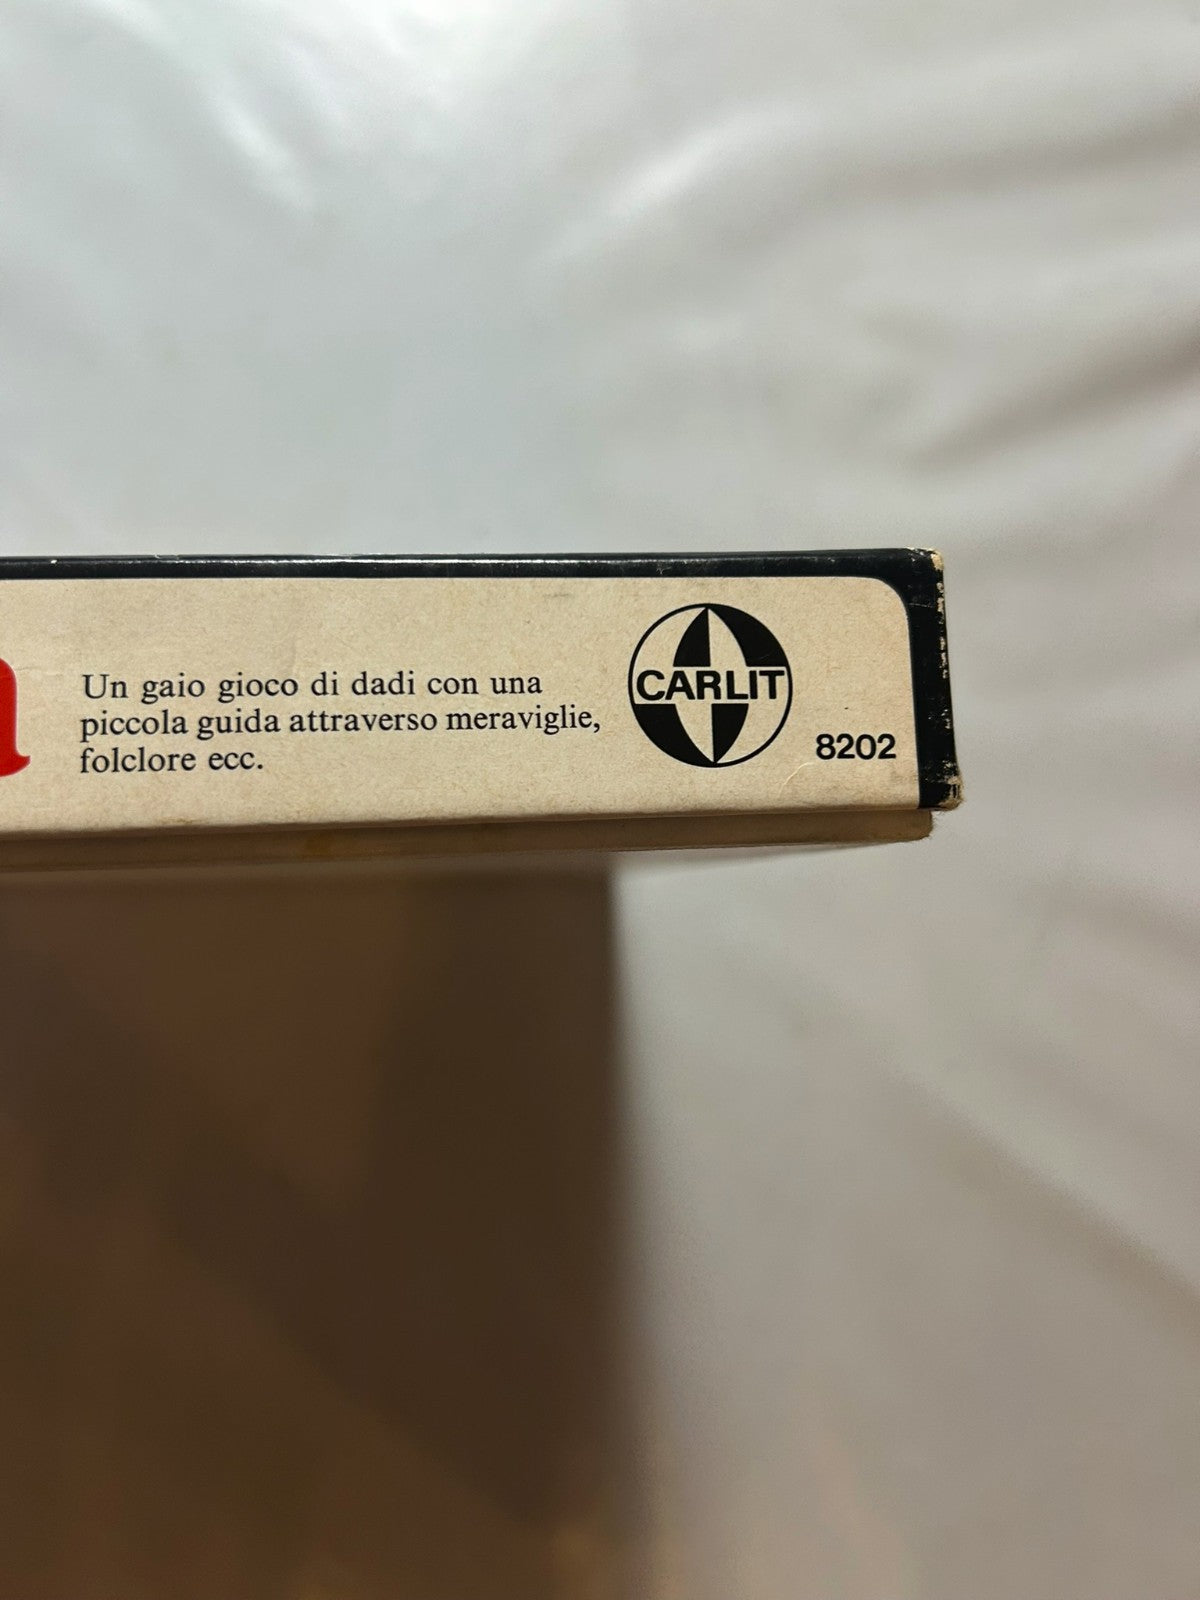 Un gaio gioco di dadi con una
piccola guida attraverso meraviglie,
folclore ecc.
CARLIT
8202